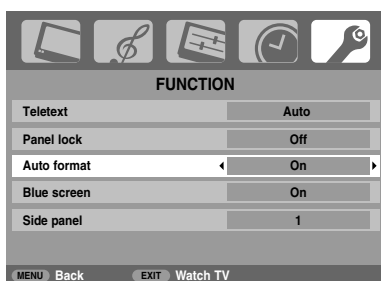 FUNCTION
Teletext Auto
Panel lock Off
Auto format On
Blue screen On
Side panel 1
MENU Back EXIT Watch TV